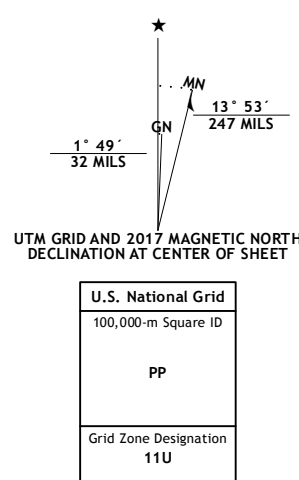 ★
MN
13° 53´
247 MILS
GN
1° 49´
32 MILS
UTM GRID AND 2017 MAGNETIC NORTH
DECLINATION AT CENTER OF SHEET
U.S. National Grid
100,000-m Square ID
PP
Grid Zone Designation
11U